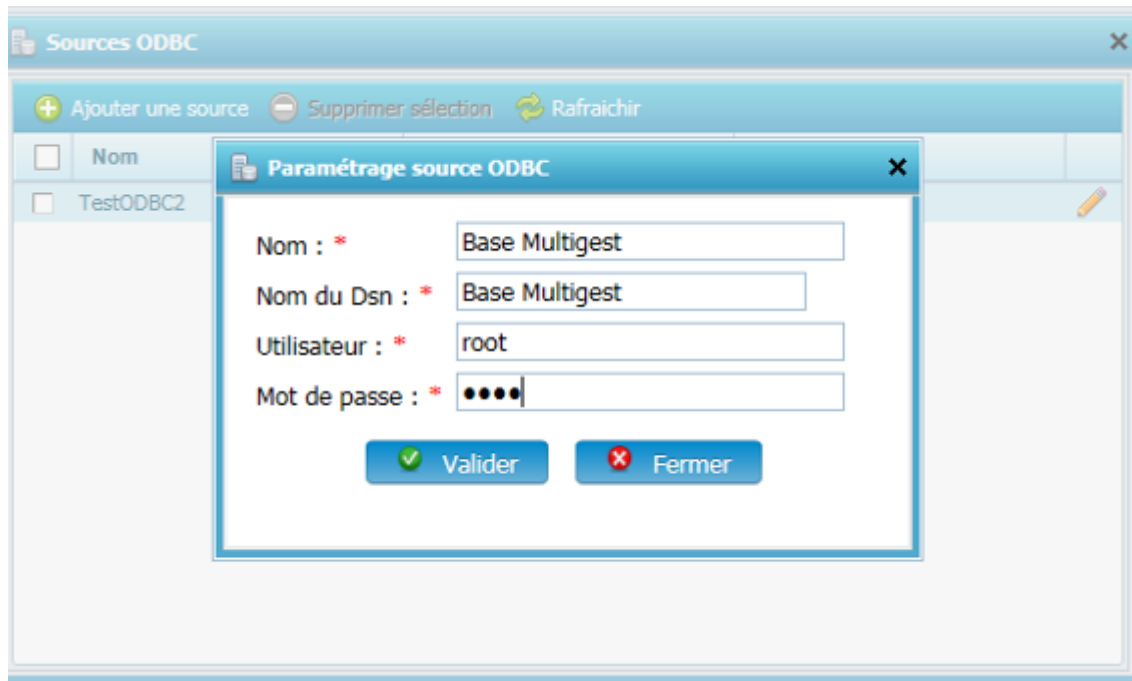 Sources ODBC
Ajouter une source Supprimer sélection Rafraichir
Nom
TestODBC2
Paramétrage source ODBC
Nom : * Base Multigest
Nom du Dsn : * Base Multigest
Utilisateur : * root
Mot de passe : * ••••
Valider Fermer